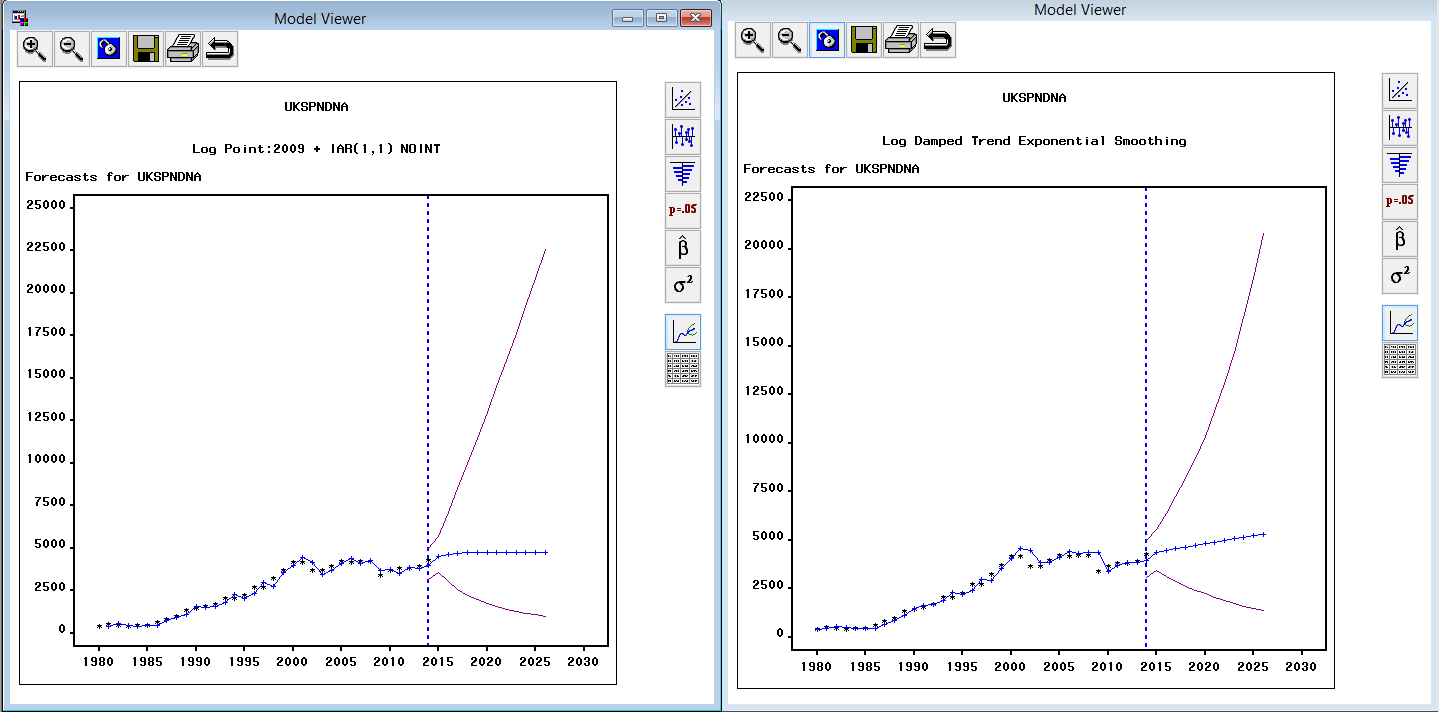 Model Viewer
UKSPNDNA
Log Point:2009 + IAR(1,1) NOINT
Forecasts for UKSPNDNA
25000
22500
20000
17500
15000
12500
10000
7500
5000
2500
0
1980 1985 1990 1995 2000 2005 2010 2015 2020 2025 2030
p=.05
β̂
σ²
Model Viewer
UKSPNDNA
Log Damped Trend Exponential Smoothing
Forecasts for UKSPNDNA
22500
20000
17500
15000
12500
10000
7500
5000
2500
0
1980 1985 1990 1995 2000 2005 2010 2015 2020 2025 2030
p=.05
β̂
σ²